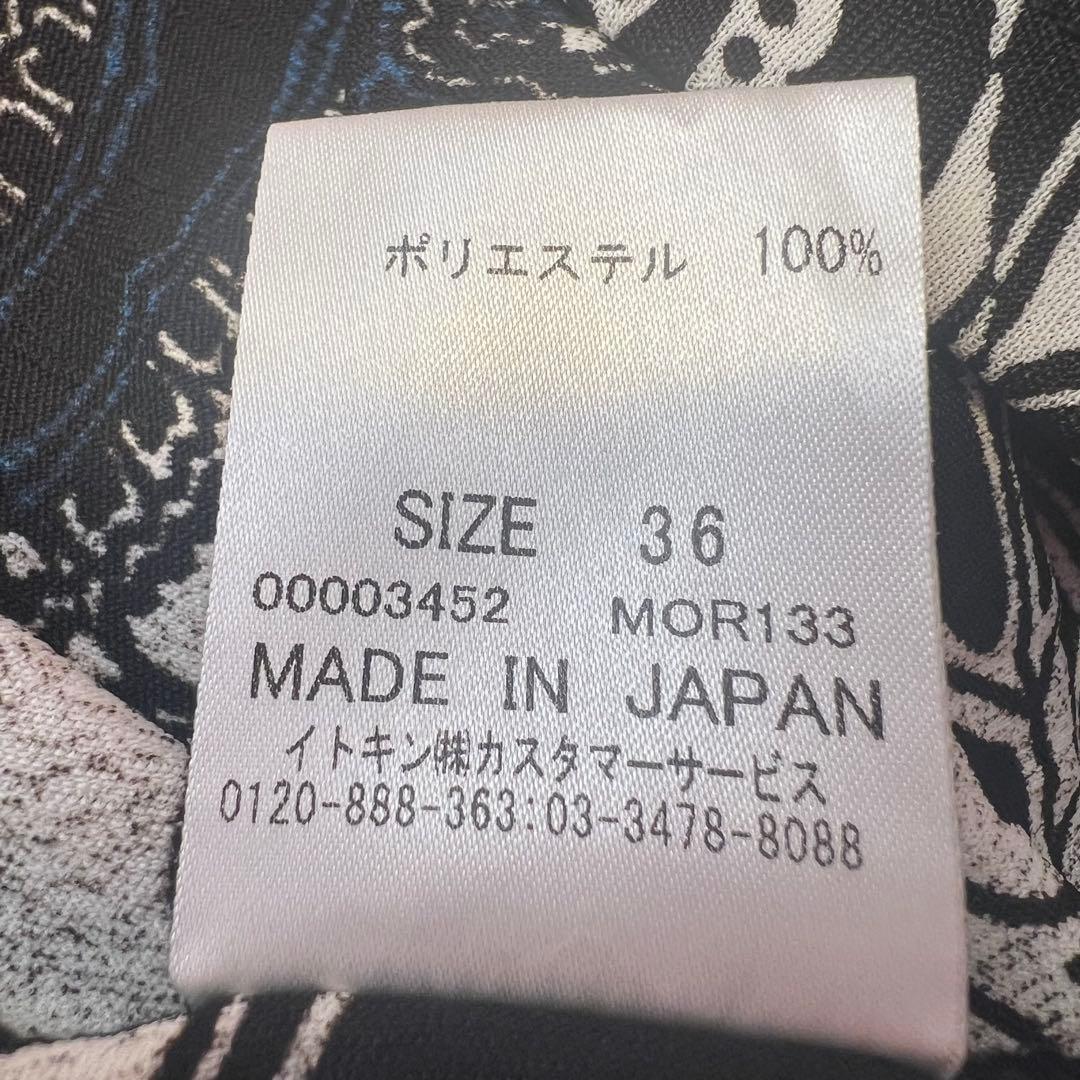 ポリエステル 100%
SIZE 36
00003452 MOR133
MADE IN JAPAN
イトキン㈱カスタマーサービス
0120-888-363:03-3478-8088